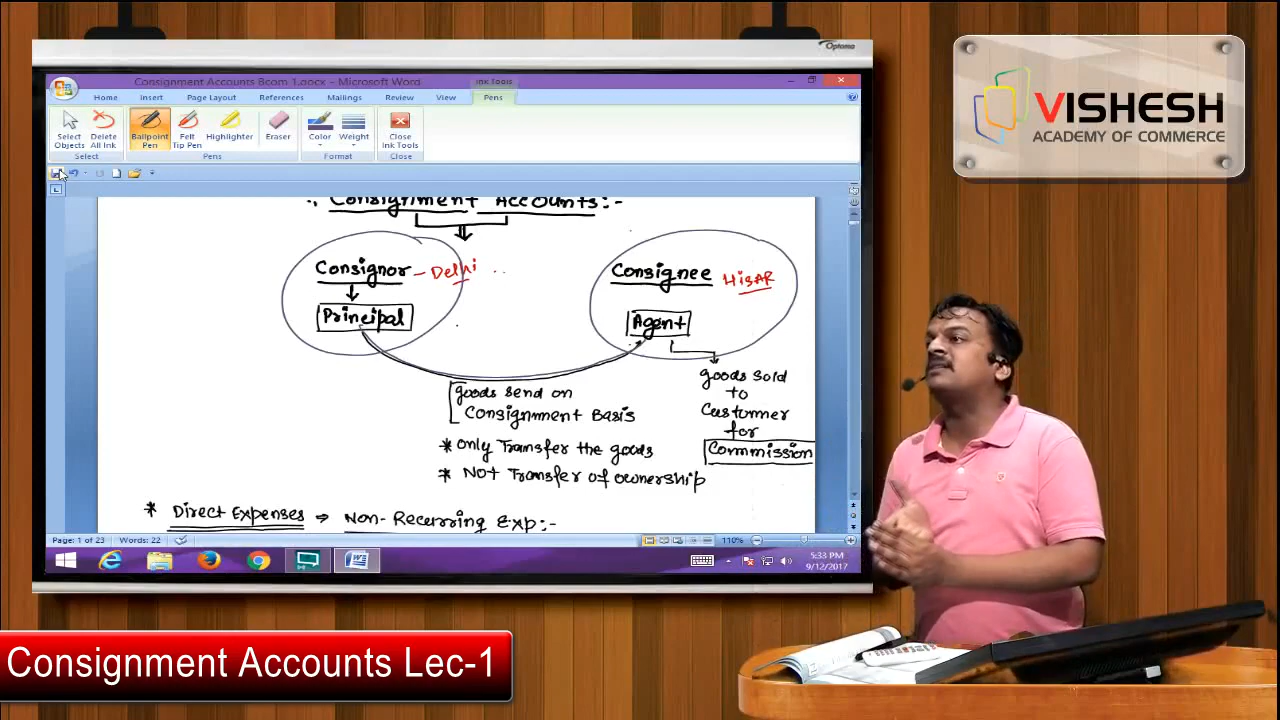 Optoma
Consignment Accounts Bcom 1.docx - Microsoft Word
Ink Tools
Home Insert Page Layout References Mailings Review View Pens
Select Objects
Delete All Ink
Ballpoint Pen
Felt Tip Pen
Highlighter
Eraser
Color
Weight
Close Ink Tools
Select Pens Format Close
Consignment Accounts:-
Consignor - Delhi
Principal
Consignee HISAR
Agent
goods send on
Consignment Basis
* Only Transfer the goods
* NOT Transfer of ownership
goods sold
to
Customer
for
Commission
* Direct Expenses ⇒ Non-Recurring Exp:-
Page: 1 of 23 Words: 22 110%
5:33 PM
9/12/2017
VISHESH
ACADEMY OF COMMERCE
Consignment Accounts Lec-1